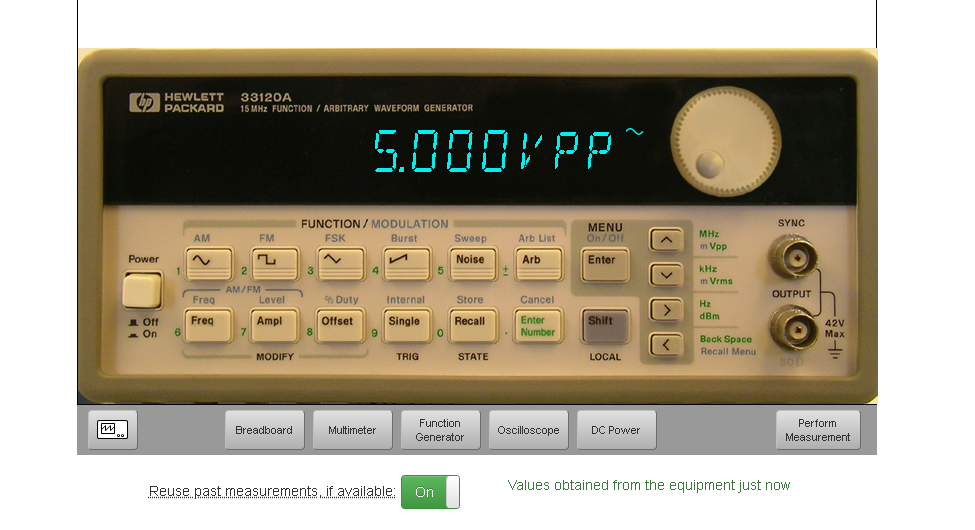 hp HEWLETT PACKARD 33120A
15 MHz FUNCTION / ARBITRARY WAVEFORM GENERATOR
5.000VPP~
FUNCTION / MODULATION
MENU
On/Off
SYNC
AM FM FSK Burst Sweep Arb List
MHz
m Vpp
Power
1 2 3 4 5 Noise ± Arb Enter
kHz
m Vrms
AM/FM
OUTPUT
Freq Level % Duty Internal Store Cancel
Hz
dBm
Off
On
6 Freq 7 Ampl 8 Offset 9 Single 0 Recall . Enter Number Shift
42V
Max
Back Space
Recall Menu
MODIFY TRIG STATE LOCAL
50 Ω
Breadboard Multimeter Function Generator Oscilloscope DC Power Perform Measurement
Reuse past measurements, if available: On Values obtained from the equipment just now